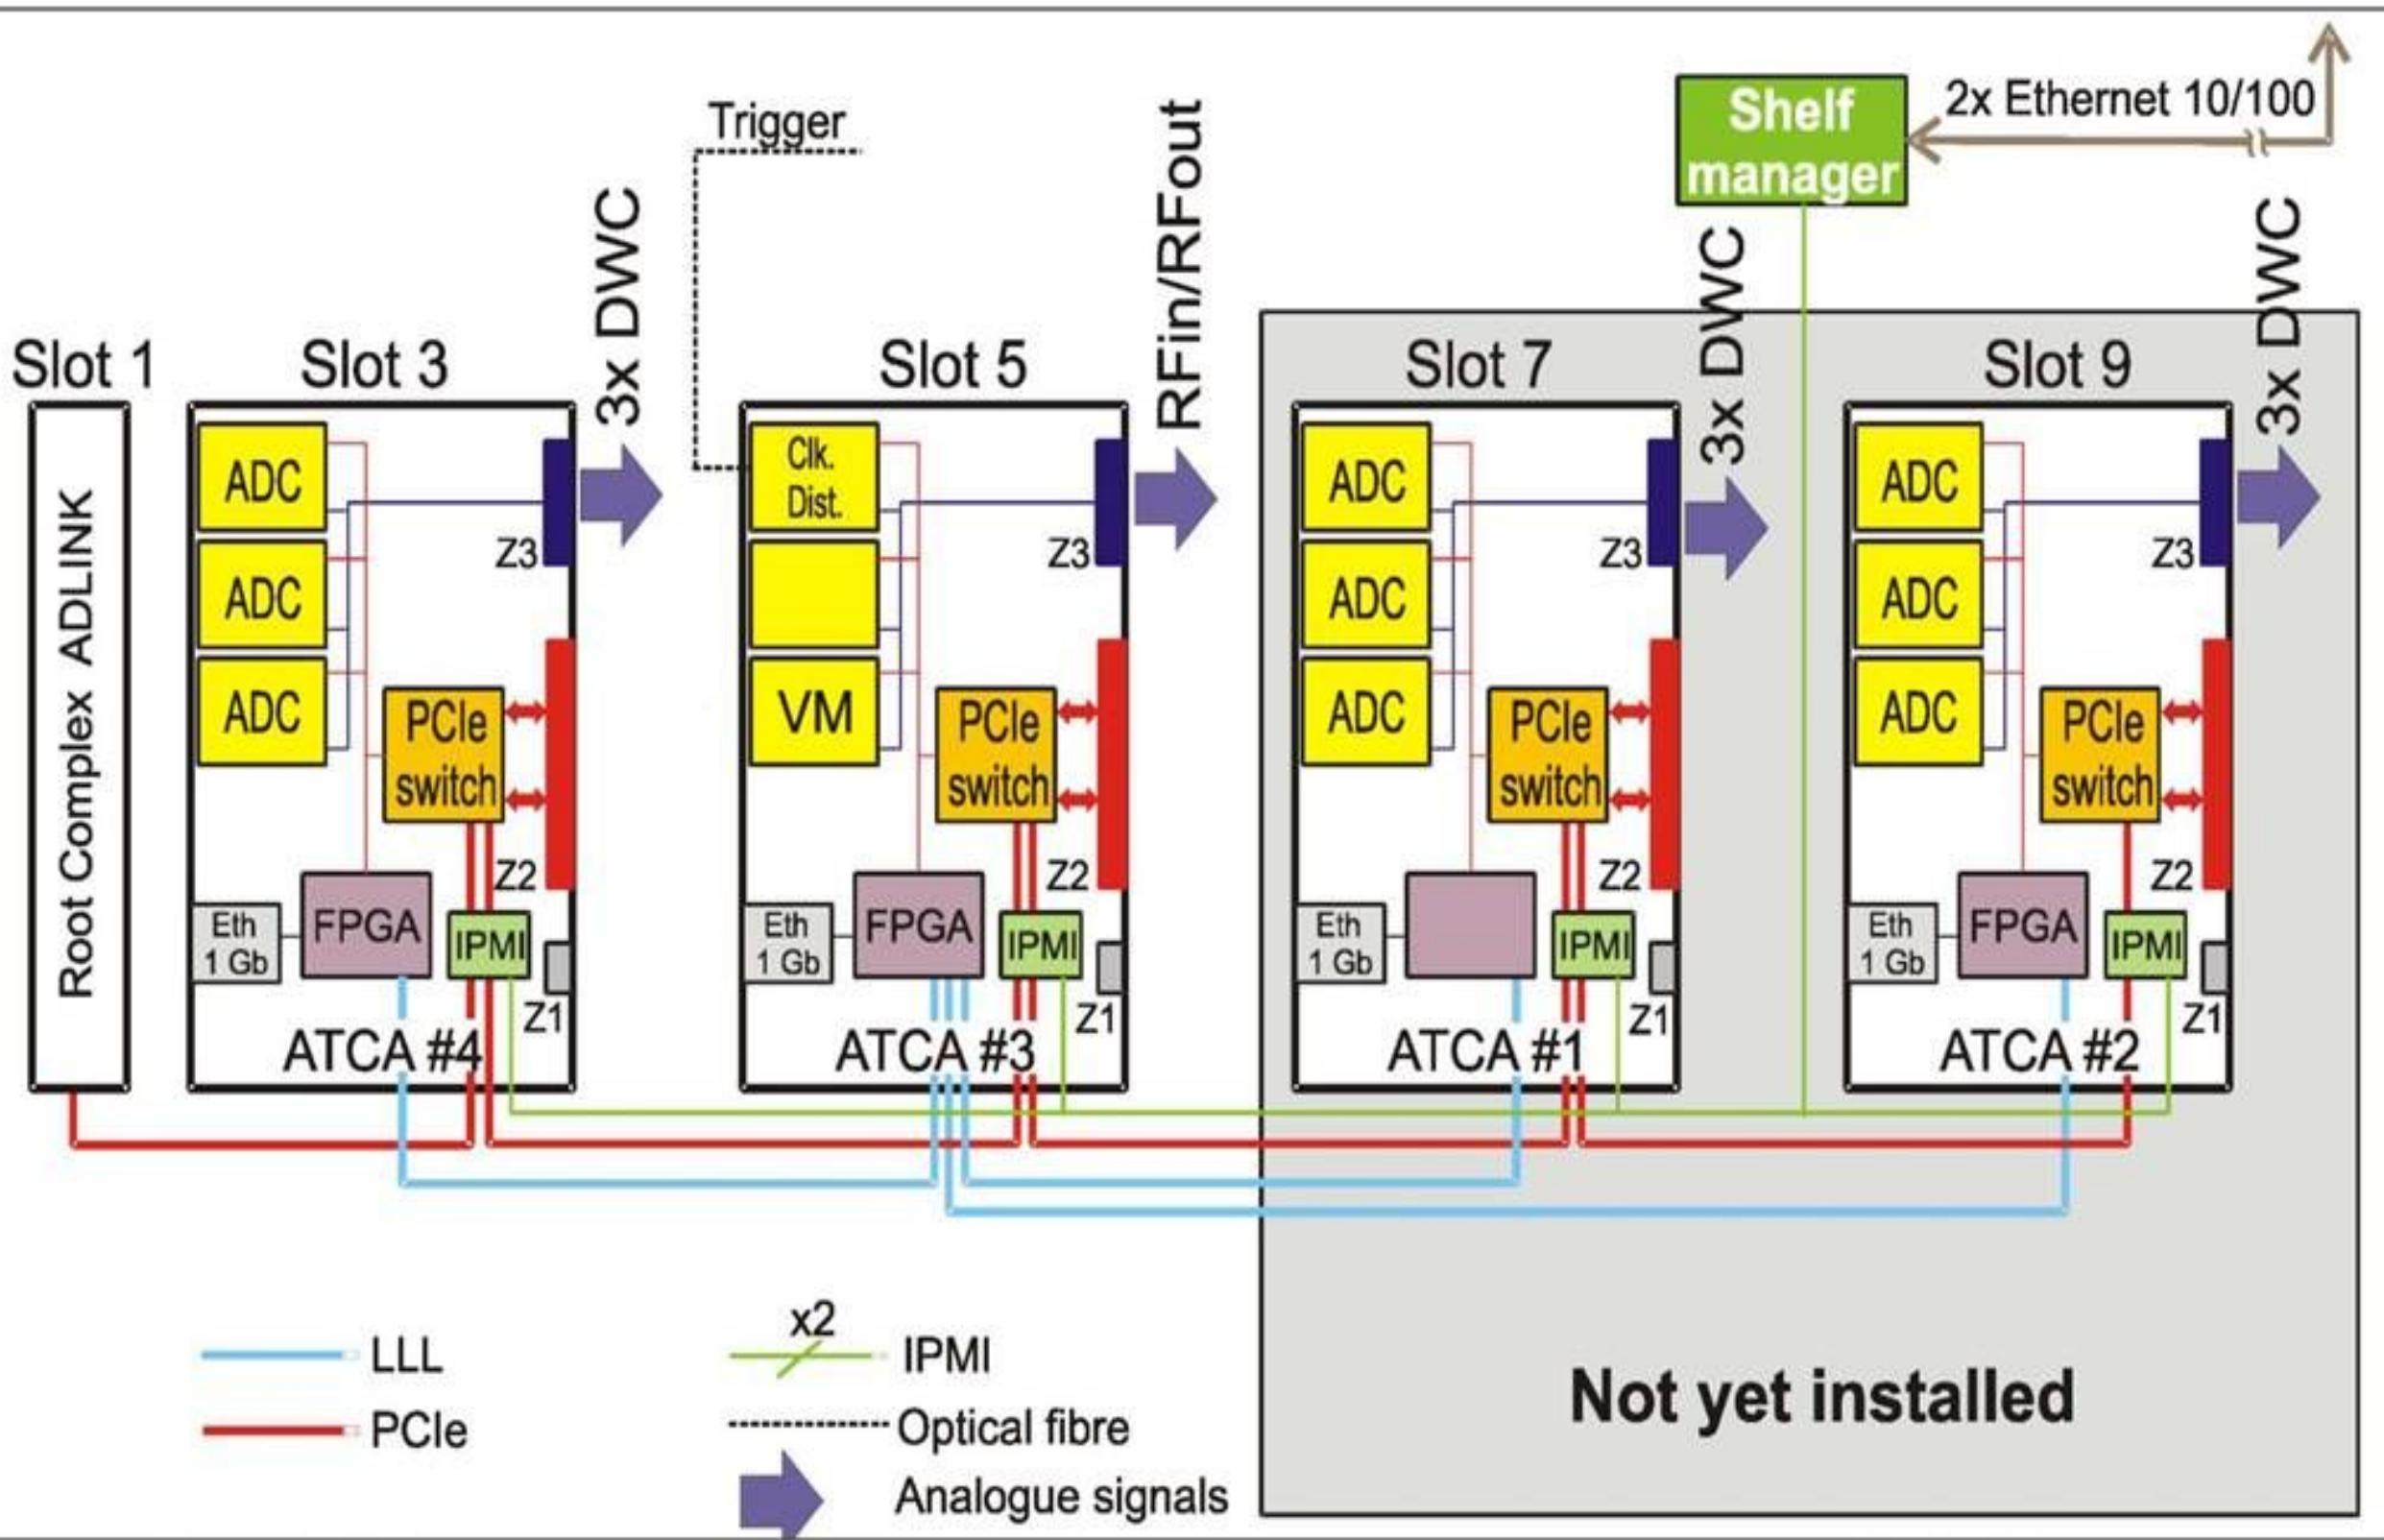 Trigger
3x DWC
RFin/RFout
Shelf
manager
2x Ethernet 10/100
3x DWC
3x DWC
Slot 1
Slot 3
Slot 5
Slot 7
Slot 9
Root Complex ADLINK
ADC
ADC
ADC
Z3
PCIe
switch
Z2
Eth
1 Gb
FPGA
IPMI
Z1
ATCA #4
Clk.
Dist.
VM
Z3
PCIe
switch
Z2
Eth
1 Gb
FPGA
IPMI
Z1
ATCA #3
ADC
ADC
ADC
Z3
PCIe
switch
Z2
Eth
1 Gb
IPMI
Z1
ATCA #1
ADC
ADC
ADC
Z3
PCIe
switch
Z2
Eth
1 Gb
FPGA
IPMI
Z1
ATCA #2
LLL
PCIe
x2
IPMI
Optical fibre
Analogue signals
Not yet installed